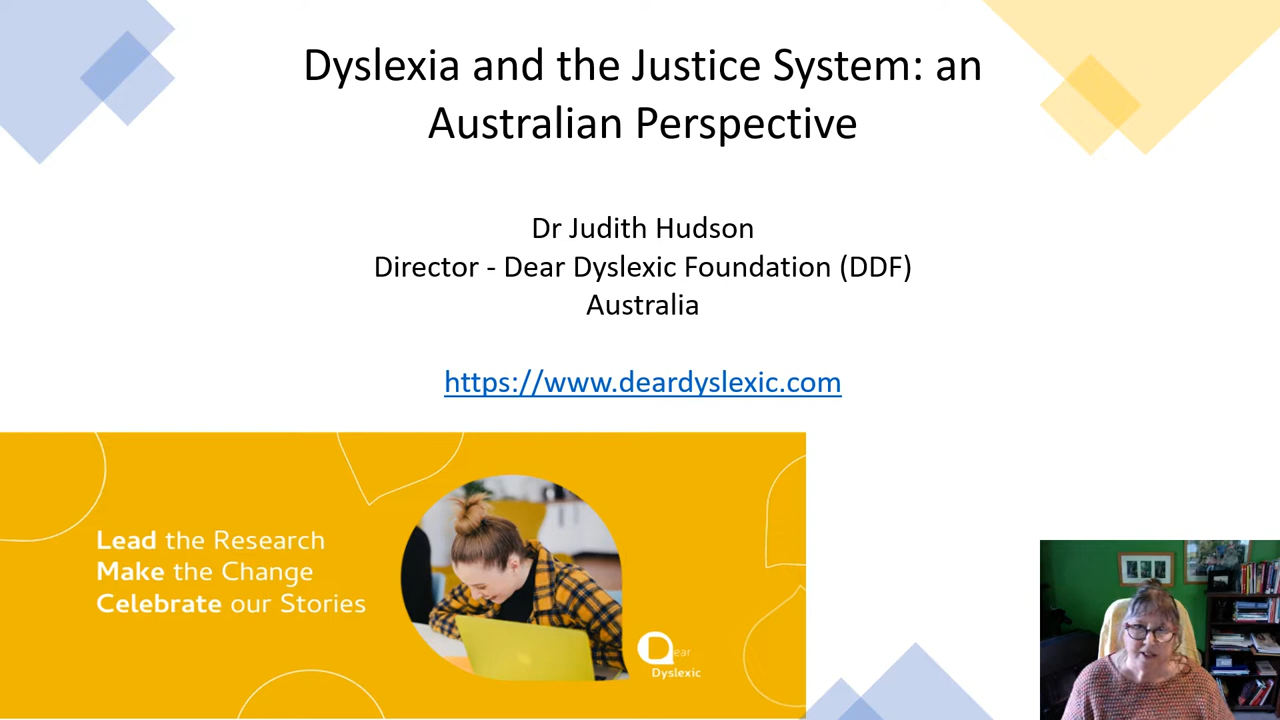 Dyslexia and the Justice System: an
Australian Perspective
Dr Judith Hudson
Director - Dear Dyslexic Foundation (DDF)
Australia
https://www.deardyslexic.com
Lead the Research
Make the Change
Celebrate our Stories
Dear
Dyslexic